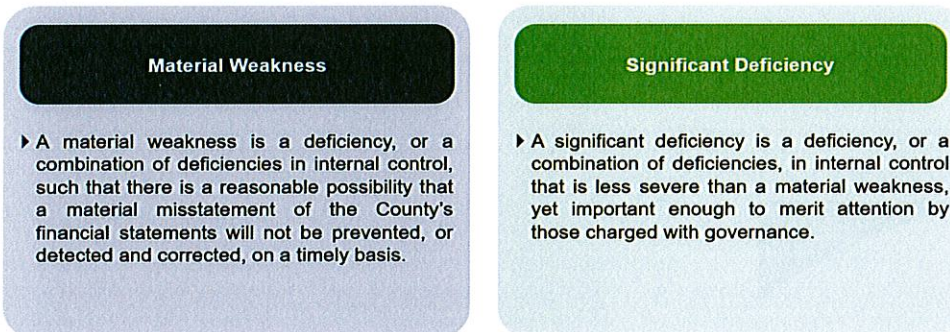 Material Weakness
▶ A material weakness is a deficiency, or a
combination of deficiencies in internal control,
such that there is a reasonable possibility that
a material misstatement of the County's
financial statements will not be prevented, or
detected and corrected, on a timely basis.
Significant Deficiency
▶ A significant deficiency is a deficiency, or a
combination of deficiencies, in internal control
that is less severe than a material weakness,
yet important enough to merit attention by
those charged with governance.